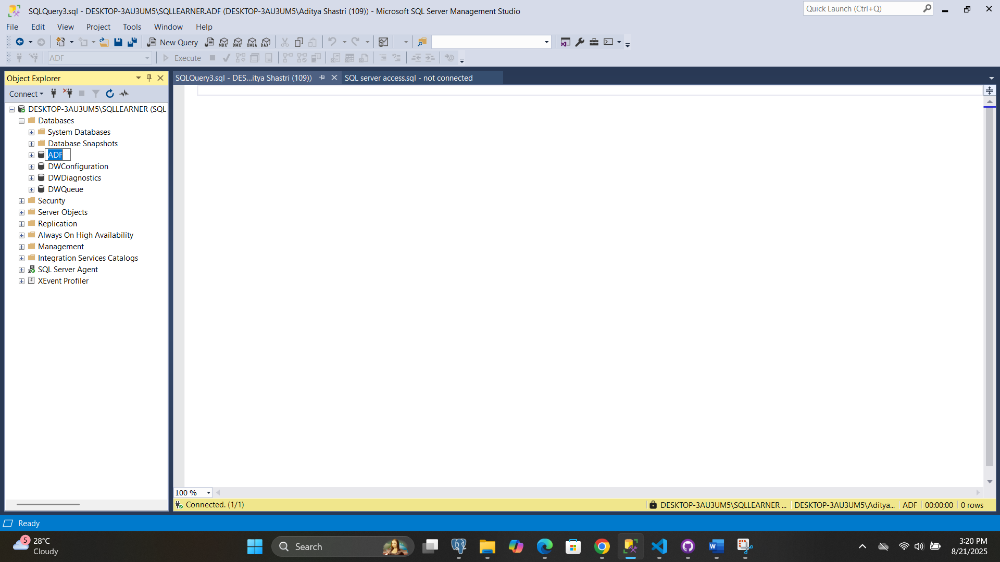 SQLQuery3.sql - DESKTOP-3AU3UM5\SQLLEARNER.ADF (DESKTOP-3AU3UM5\Aditya Shastri (109)) - Microsoft SQL Server Management Studio
Quick Launch (Ctrl+Q)
File Edit View Project Tools Window Help
New Query MDX DMX XMLA DAX
ADF Execute
Object Explorer
SQLQuery3.sql - DES...itya Shastri (109))
SQL server access.sql - not connected
Connect
DESKTOP-3AU3UM5\SQLLEARNER (SQL
Databases
System Databases
Database Snapshots
ADF
DWConfiguration
DWDiagnostics
DWQueue
Security
Server Objects
Replication
Always On High Availability
Management
Integration Services Catalogs
SQL Server Agent
XEvent Profiler
100 %
Connected. (1/1)
DESKTOP-3AU3UM5\SQLLEARNER ...
DESKTOP-3AU3UM5\Aditya...
ADF
00:00:00
0 rows
Ready
5
28°C
Cloudy
Search
3:20 PM
8/21/2025